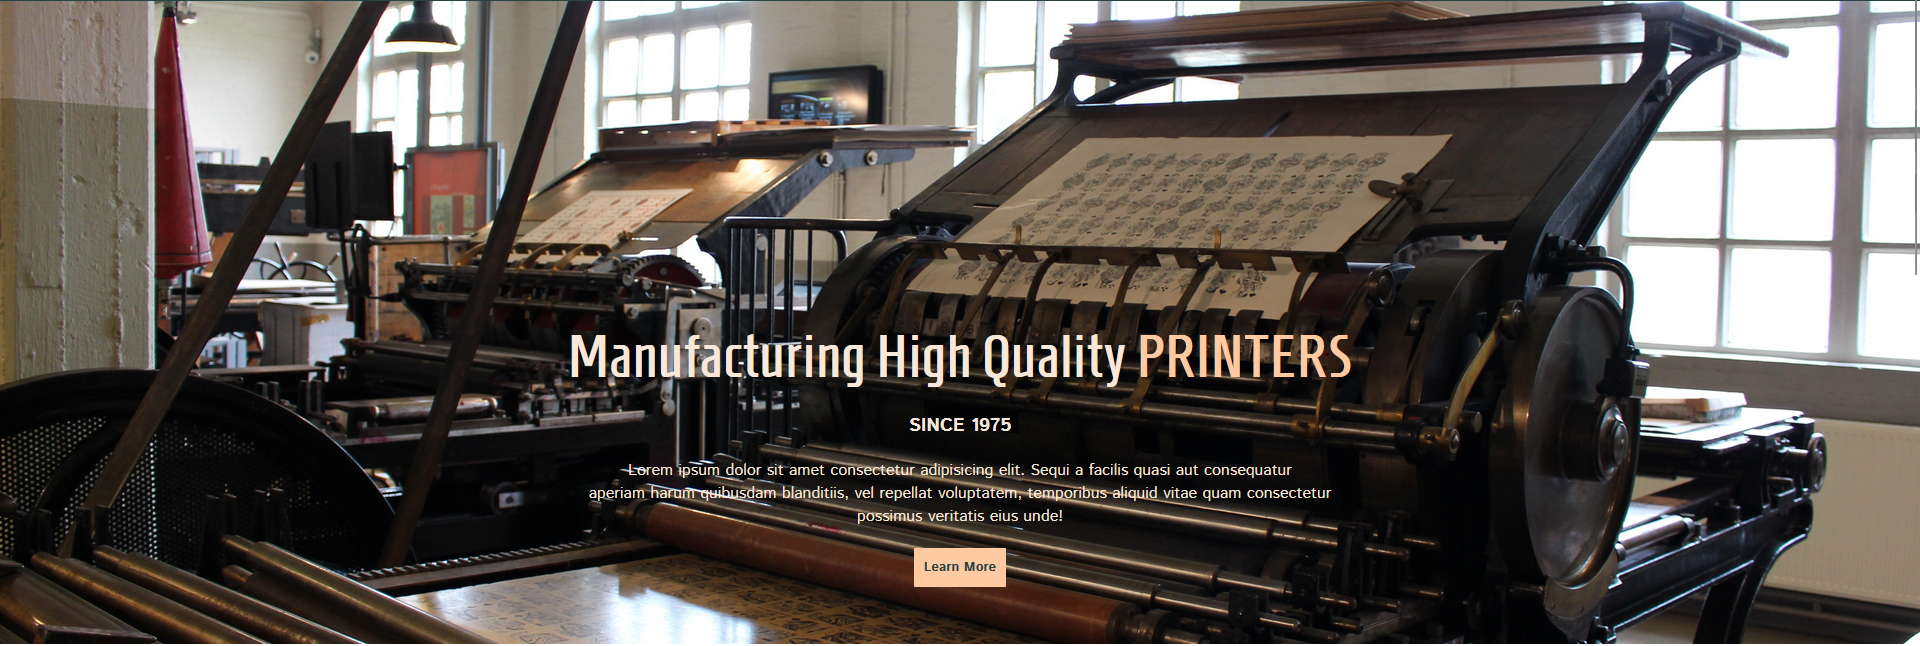 Manufacturing High Quality PRINTERS
SINCE 1975
Lorem ipsum dolor sit amet consectetur adipisicing elit. Sequi a facilis quasi aut consequatur
aperiam harum quibusdam blanditiis, vel repellat voluptatem, temporibus aliquid vitae quam consectetur
possimus veritatis eius unde!
Learn More